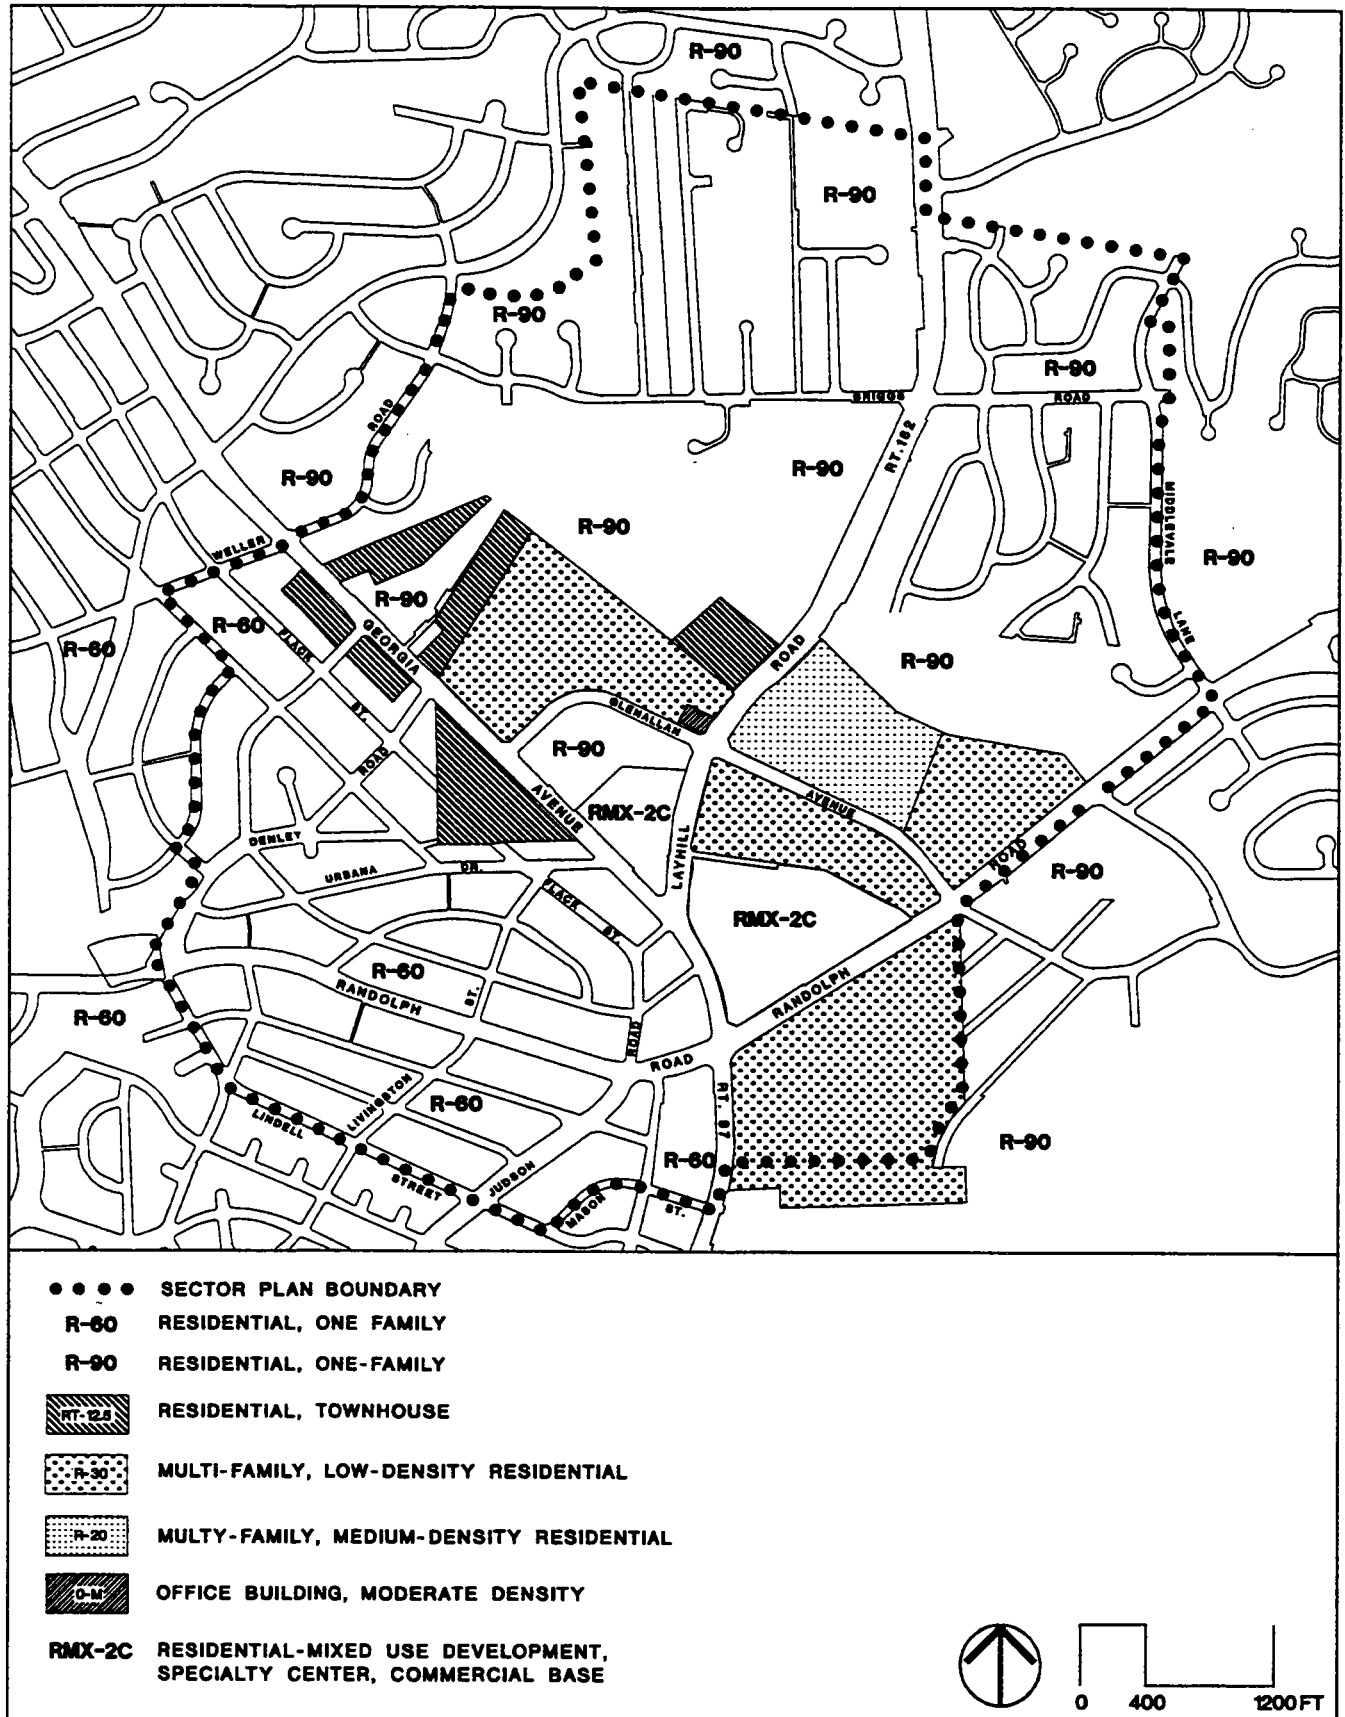 R-90
R-90
R-90
R-90
BRIGGS
ROAD
ROAD
RT.182
R-90
R-90
R-90
MIDDLEVALE
LANE
WELLER
R-90
R-90
R-60
R-60
FLACK
ST.
GEORGIA
AVENUE
ROAD
R-90
GLENALLAN
AVENUE
R-90
RMX-2C
LAYHILL
ROAD
DENLEY
ROAD
URBANA
DR.
FLACK
ST.
RMX-2C
R-90
R-60
RANDOLPH
ST.
RANDOLPH
R-60
ROAD
ROAD
RT. 97
LIVINGSTON
R-60
LINDELL
STREET
JUDSON
MASON
ST.
R-60
R-90
SECTOR PLAN BOUNDARY
R-60 RESIDENTIAL, ONE FAMILY
R-90 RESIDENTIAL, ONE-FAMILY
RT-12.5 RESIDENTIAL, TOWNHOUSE
R-30 MULTI-FAMILY, LOW-DENSITY RESIDENTIAL
R-20 MULTY-FAMILY, MEDIUM-DENSITY RESIDENTIAL
O-M OFFICE BUILDING, MODERATE DENSITY
RMX-2C RESIDENTIAL-MIXED USE DEVELOPMENT,
SPECIALTY CENTER, COMMERCIAL BASE
0 400 1200 FT